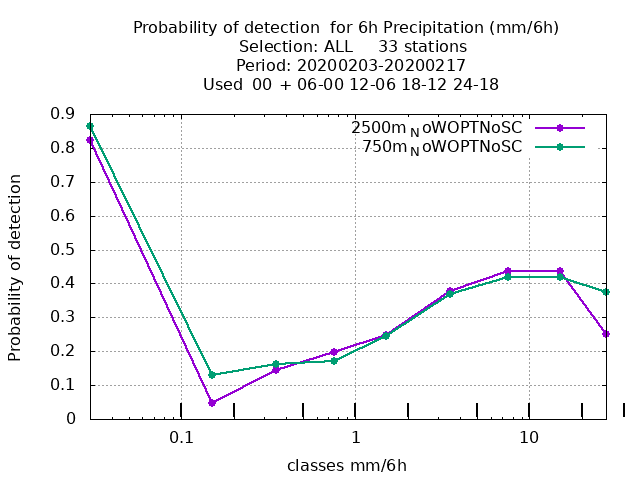 Probability of detection  for 6h Precipitation (mm/6h)
Selection: ALL     33 stations
Period: 20200203-20200217
Used  00  + 06-00 12-06 18-12 24-18
2500m_NoWOPTNoSC
750m_NoWOPTNoSC
0.9
0.8
0.7
0.6
0.5
0.4
0.3
0.2
0.1
0
Probability of detection
0.1 1 10
classes mm/6h